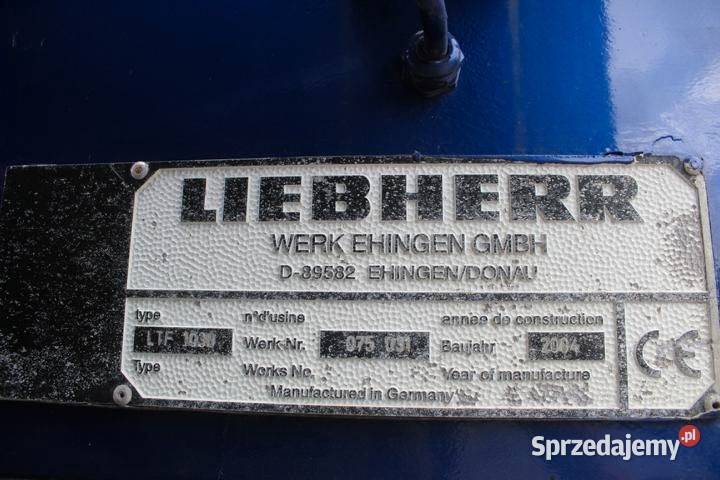 LIEBHERR
WERK EHINGEN GMBH
D-89582 EHINGEN/DONAU
type n°d'usine annee de construction
LTF 1030 Werk-Nr. 075 091 Baujahr 2004
Type Works No. Year of manufacture
Manufactured in Germany
CE
Sprzedajemy.pl